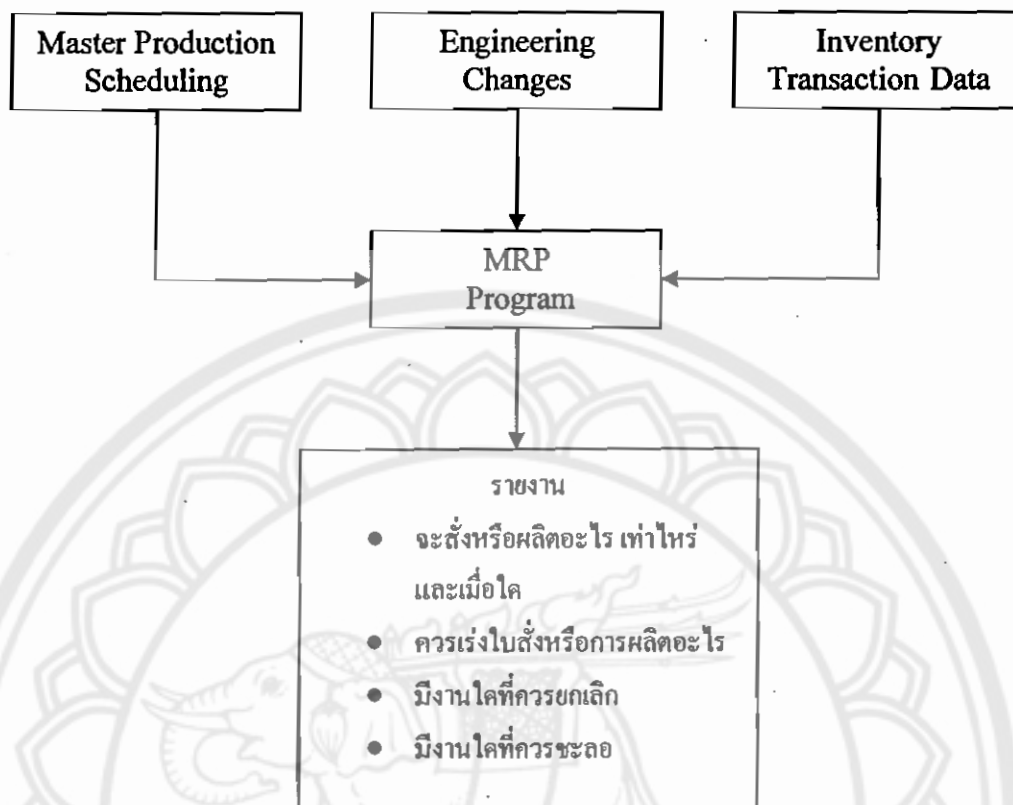 Master Production
Scheduling
Engineering
Changes
Inventory
Transaction Data
MRP
Program
รายงาน
● จะสั่งหรือผลิตอะไร เท่าไหร่
และเมื่อใด
● ควรเร่งใบสั่งหรือการผลิตอะไร
● มีงานใดที่ควรยกเลิก
● มีงานใดที่ควรชะลอ